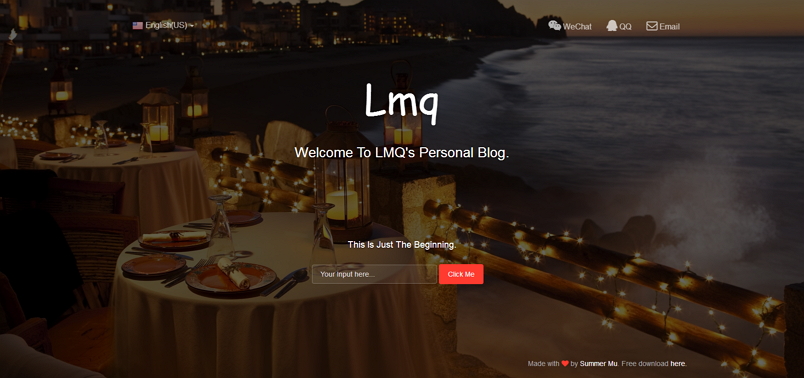 English(US)
WeChat QQ Email
Lmq
Welcome To LMQ's Personal Blog.
This Is Just The Beginning.
Your input here... Click Me
Made with ❤ by Summer Mu. Free download here.